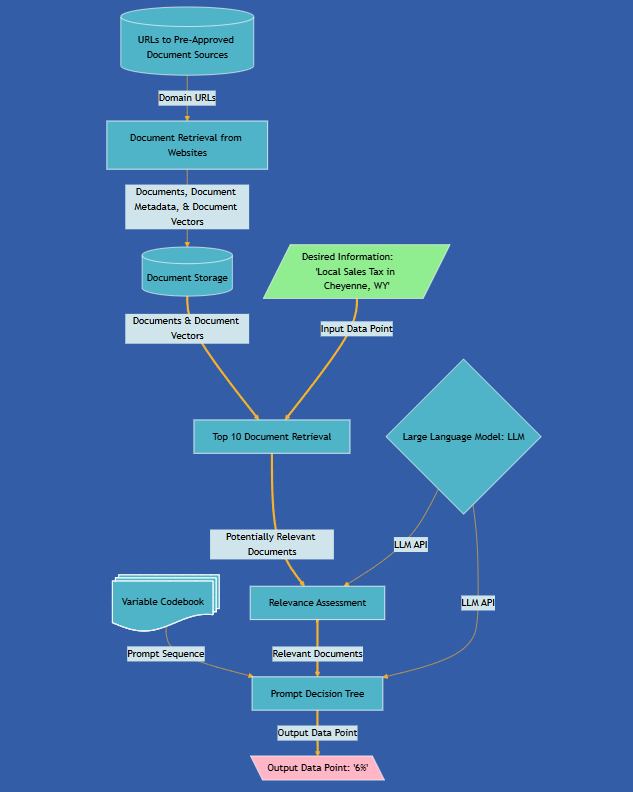 URLs to Pre-Approved
Document Sources
Domain URLs
Document Retrieval from
Websites
Documents, Document
Metadata, & Document
Vectors
Document Storage
Desired Information:
'Local Sales Tax in
Cheyenne, WY'
Documents & Document
Vectors
Input Data Point
Top 10 Document Retrieval
Large Language Model: LLM
Potentially Relevant
Documents
LLM API
Variable Codebook
Relevance Assessment
LLM API
Prompt Sequence
Relevant Documents
Prompt Decision Tree
Output Data Point
Output Data Point: '6%'